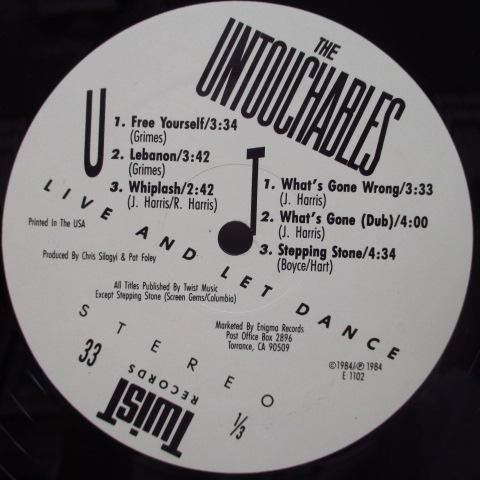 THE
UNTOUCHABLES
U
1. Free Yourself/3:34
(Grimes)
2. Lebanon/3:42
(Grimes)
3. Whiplash/2:42
(J. Harris/R. Harris)
T
1. What's Gone Wrong/3:33
(J. Harris)
2. What's Gone (Dub)/4:00
(J. Harris)
3. Stepping Stone/4:34
(Boyce/Hart)
LIVE AND LET DANCE
Printed In The USA
Produced By Chris Silagyi & Pat Foley
All Titles Published By Twist Music
Except Stepping Stone (Screen Gems/Columbia)
Marketed By Enigma Records
Post Office Box 2896
Torrance, CA 90509
©1984/℗1984
E 1102
STEREO
33 1/3
TWIST
RECORDS